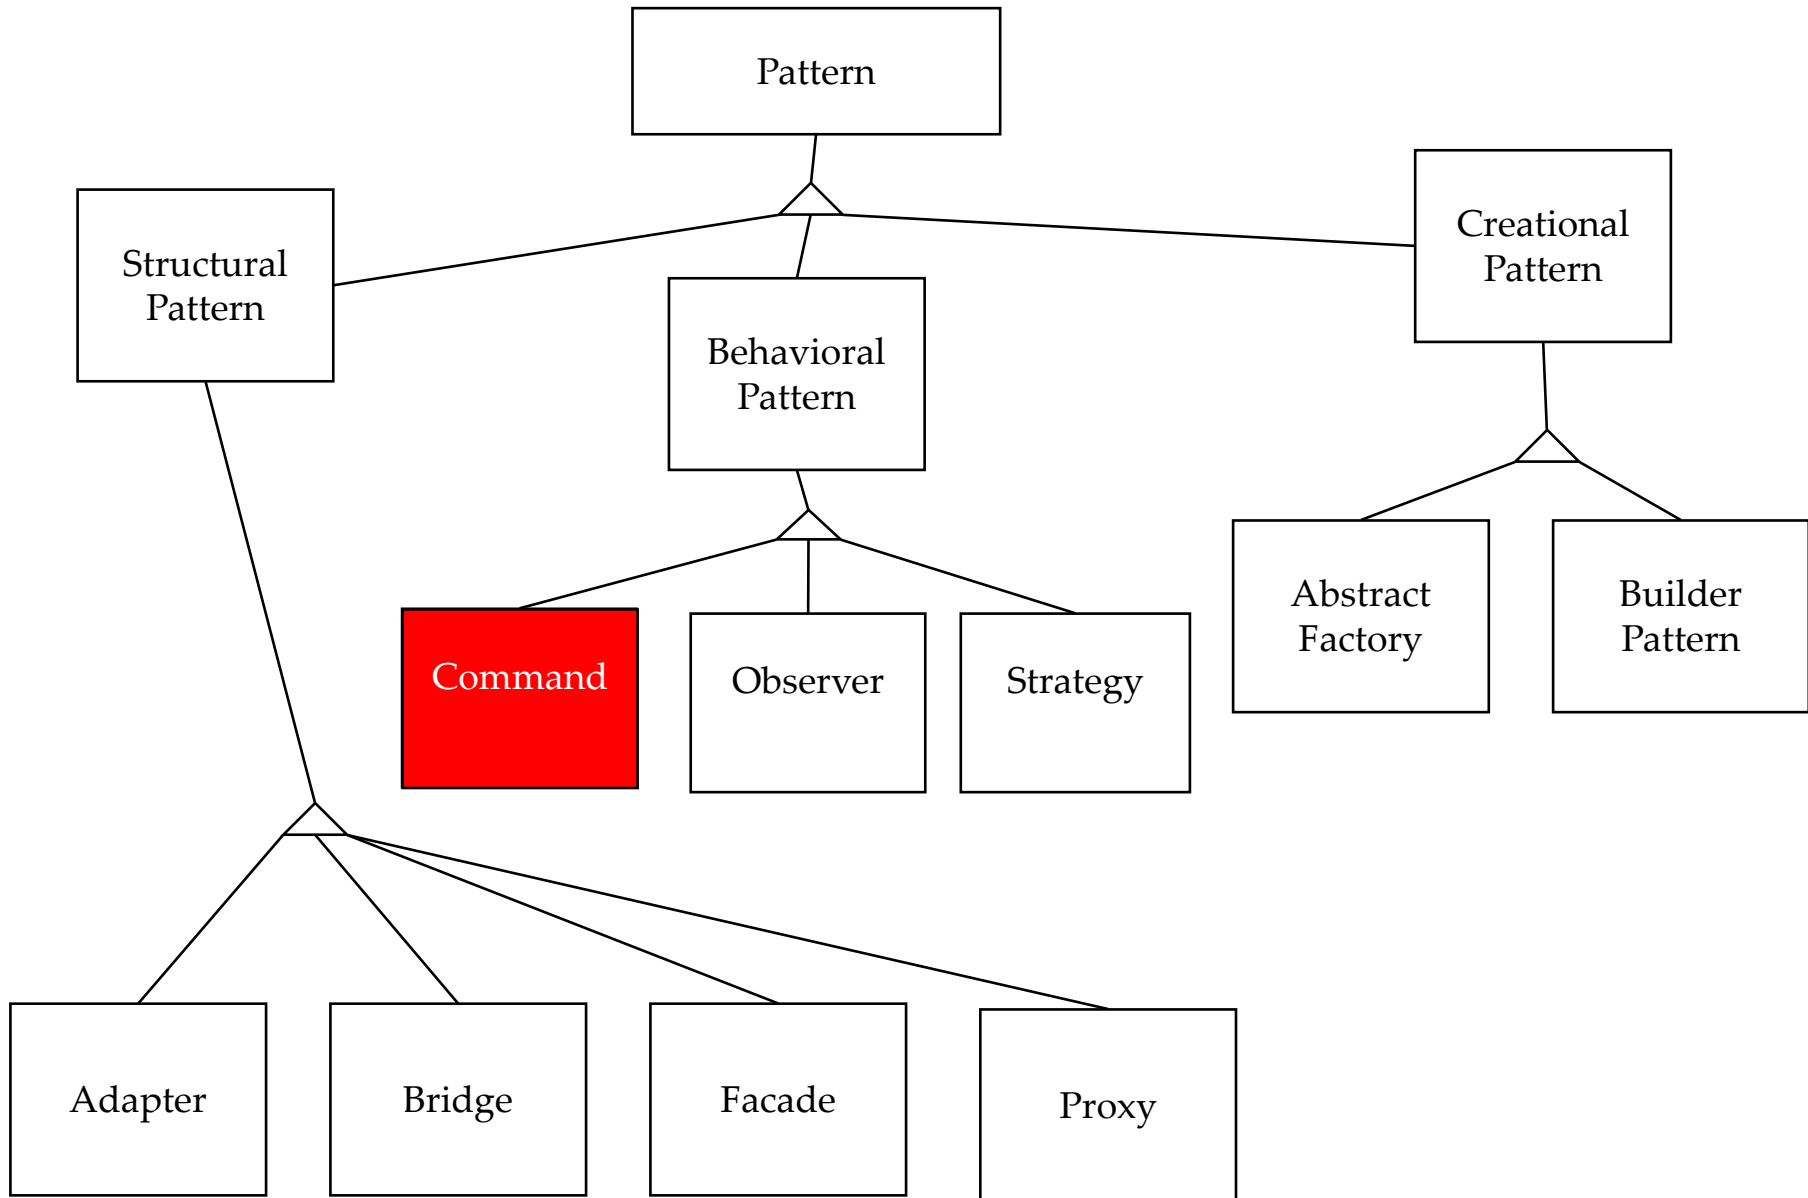 Pattern
Structural
Pattern
Behavioral
Pattern
Creational
Pattern
Command
Observer
Strategy
Abstract
Factory
Builder
Pattern
Adapter
Bridge
Facade
Proxy